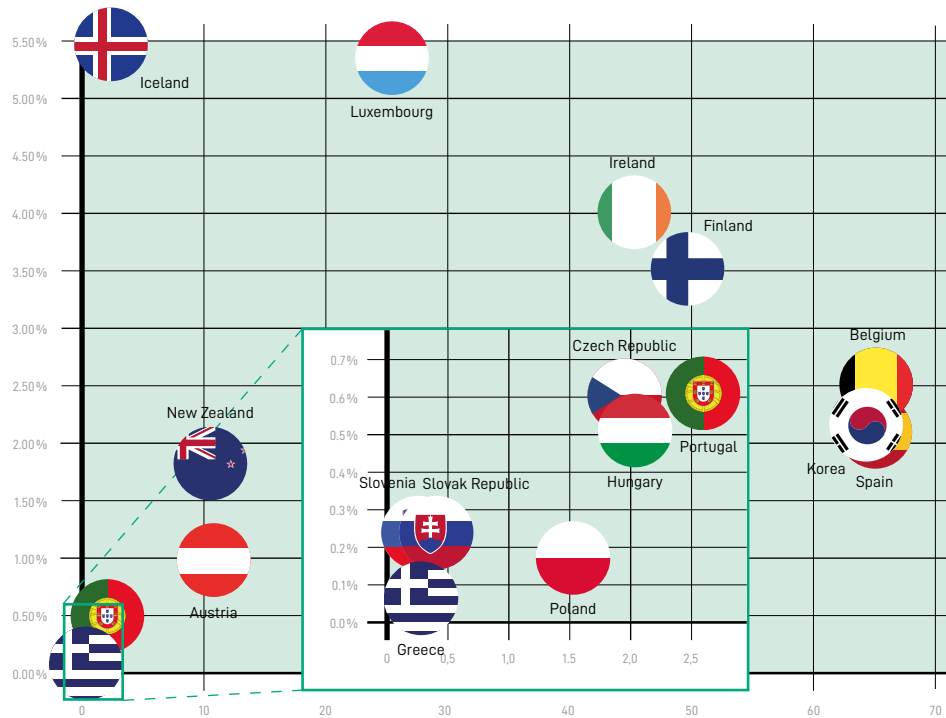 5.50 %
Iceland
5.00 %
Luxembourg
4.50 %
Ireland
4.00 %
Finland
3.50 %
3.00 %
Belgium
Czech Republic
0.7 %
2.50 %
0.6 %
New Zealand
2.00 %
0.5 %
Portugal
Korea
0.4 %
Slovenia
Slovak Republic
Hungary
Spain
1.50 %
0.3 %
1.00 %
0.2 %
0.1 %
Austria
Poland
0.50 %
0.0 %
Greece
0
0,5
1,0
1.5
2,0
2,5
0.00 %
0
10
20
30
40
50
60
70